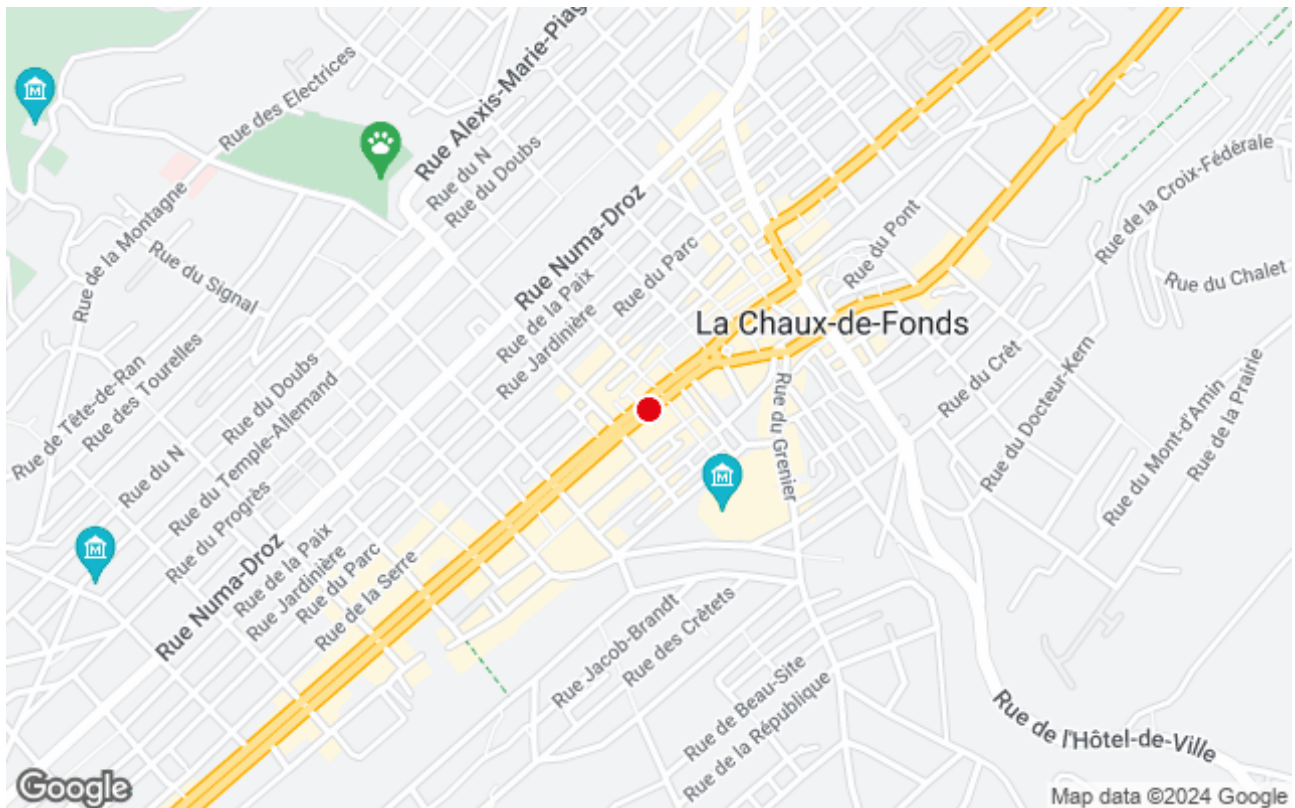 Rue Alexis-Marie-Piag
Rue des Electrices
Rue du N
Rue du Doubs
Rue de la Croix-Fédérale
Rue de la Montagne
Rue du Signal
Rue Numa-Droz
Rue du Pont
Rue du Parc
Rue de la Paix
Rue Jardinière
Rue du Chalet
La Chaux-de-Fonds
Rue de Tête-de-Ran
Rue des Tourelles
Rue du Doubs
Rue du Temple-Allemand
Rue du N
Rue du Progrès
Rue du Grenier
Rue du Crêt
Rue du Docteur-Kern
Rue du Mont-d'Amin
Rue de la Prairie
Rue Numa-Droz
Rue de la Paix
Rue Jardinière
Rue du Parc
Rue de la Serre
Rue Jacob-Brandt
Rue des Crêtets
Rue de Beau-Site
Rue de la République
Rue de l'Hôtel-de-Ville
Google
Map data ©2024 Google